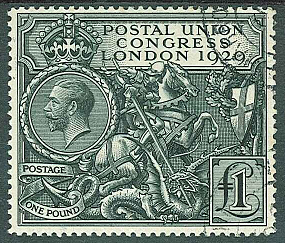 POSTAL UNION
CONGRESS
LONDON 1929
POSTAGE
ONE POUND
£1